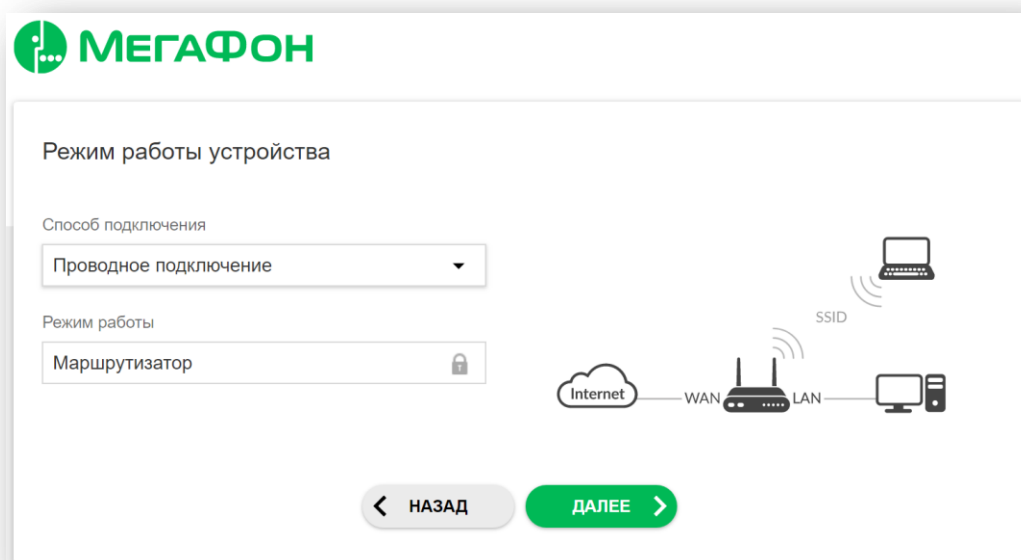 МЕГАФОН
Режим работы устройства
Способ подключения
Проводное подключение
Режим работы
Маршрутизатор
SSID
Internet
WAN
LAN
НАЗАД
ДАЛЕЕ